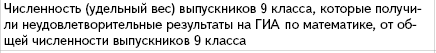 Численность (удельный вес) выпускников 9 класса, которые получи-
ли неудовлетворительные результаты на ГИА по математике, от об-
щей численности выпускников 9 класса